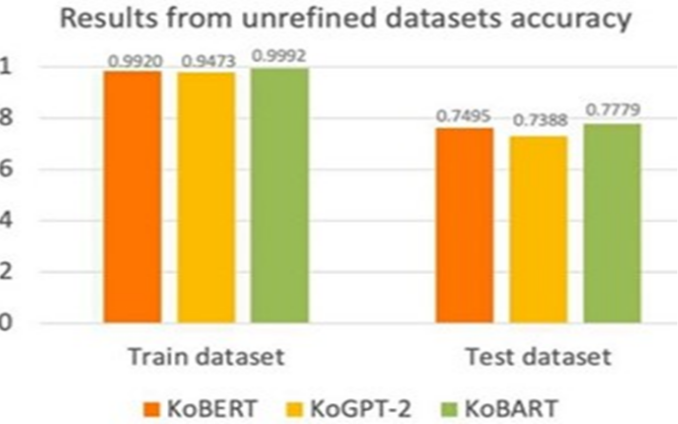 Results from unrefined datasets accuracy
1
0.9920 0.9473 0.9992
8
0.7495 0.7388 0.7779
6
4
2
0
Train dataset Test dataset
KoBERT KoGPT-2 KoBART